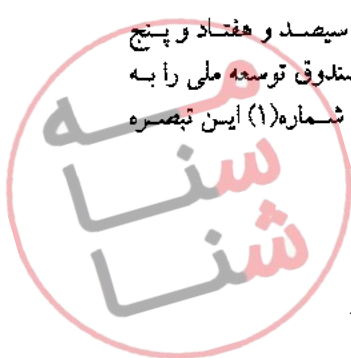 سیصد و هفتاد و پنج
صندوق توسعه ملی را به
شماره(۱) این تبصره
مه
سنا
شنا